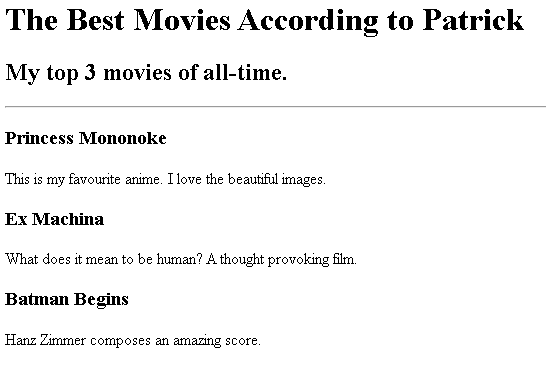 The Best Movies According to Patrick
My top 3 movies of all-time.
Princess Mononoke
This is my favourite anime. I love the beautiful images.
Ex Machina
What does it mean to be human? A thought provoking film.
Batman Begins
Hanz Zimmer composes an amazing score.